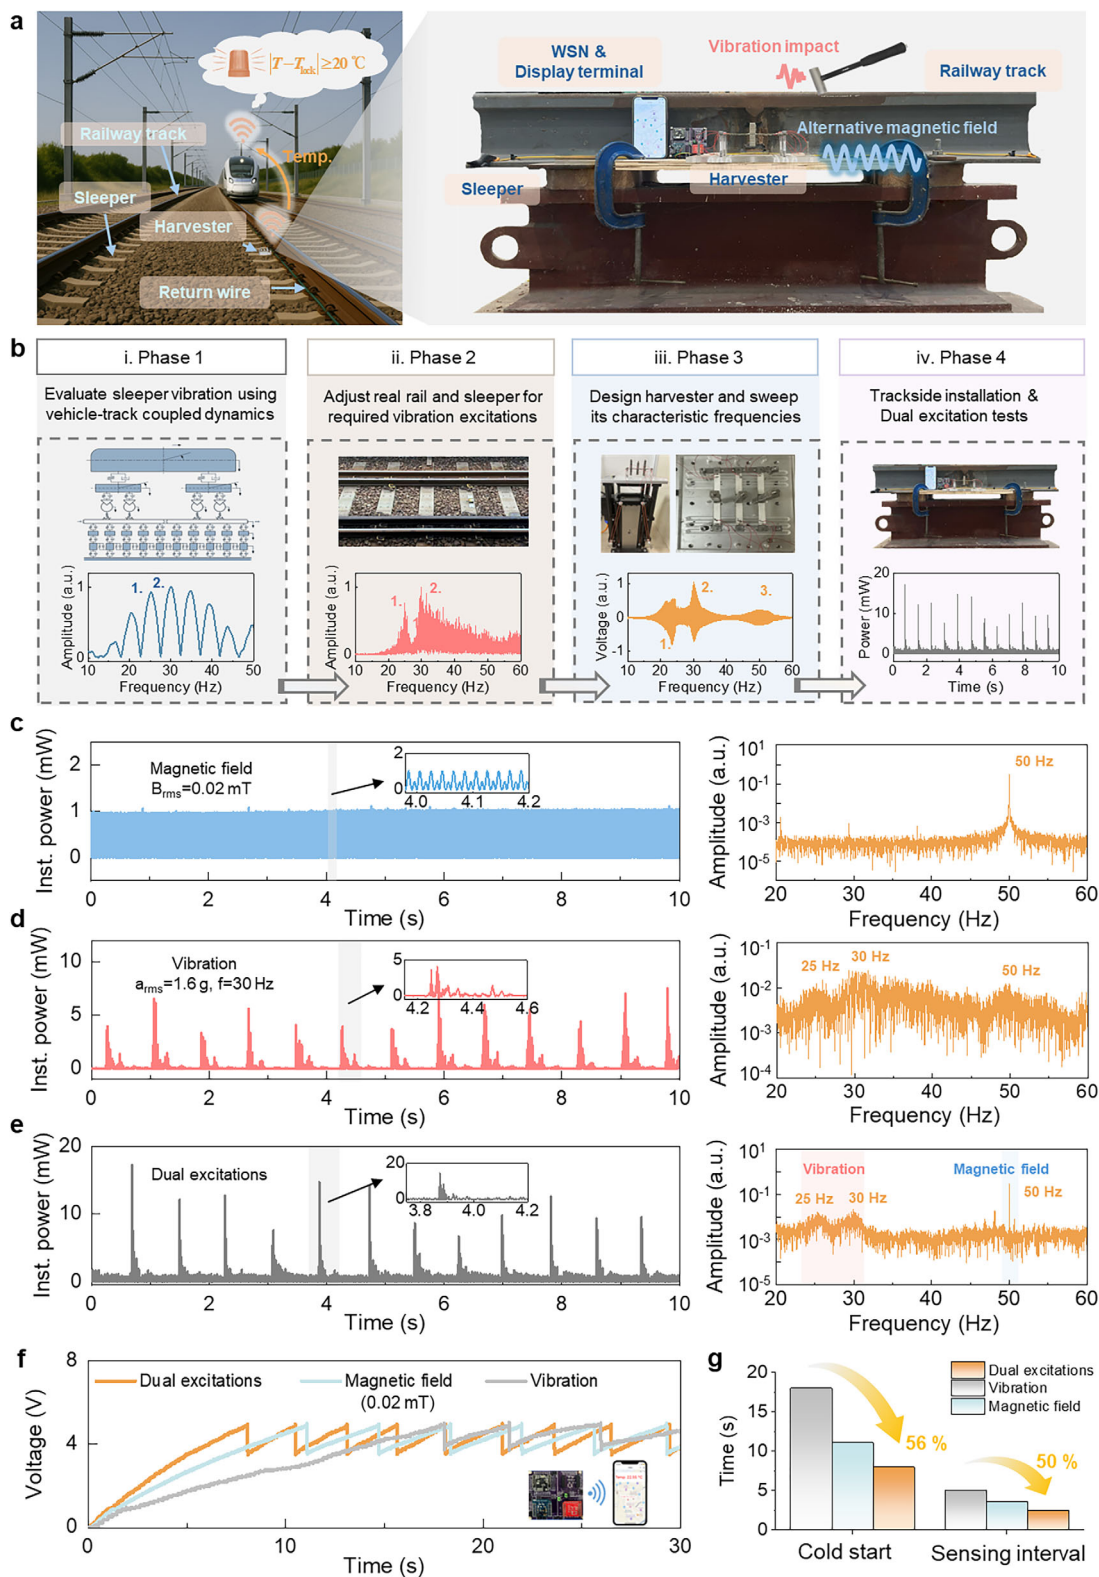 a
|T−Tlock|≥20 ℃
Railway track
Temp.
Sleeper
Harvester
Return wire
WSN &
Display terminal
Vibration impact
Railway track
Alternative magnetic field
Sleeper
Harvester
b
i. Phase 1
Evaluate sleeper vibration using
vehicle-track coupled dynamics
Amplitude (a.u.)
1
0
1.
2.
10 20 30 40 50
Frequency (Hz)
ii. Phase 2
Adjust real rail and sleeper for
required vibration excitations
Amplitude (a.u.)
1
0
1.
2.
10 20 30 40 50 60
Frequency (Hz)
iii. Phase 3
Design harvester and sweep
its characteristic frequencies
Voltage (a.u.)
1
0
-1
1.
2.
3.
10 20 30 40 50 60
Frequency (Hz)
iv. Phase 4
Trackside installation &
Dual excitation tests
Power (mW)
20
10
0
0 2 4 6 8 10
Time (s)
c
Inst. power (mW)
2
1
0
Magnetic field
Brms=0.02 mT
2
0
4.0 4.1 4.2
0 2 4 6 8 10
Time (s)
Amplitude (a.u.)
10^1
10^-1
10^-3
10^-5
50 Hz
20 30 40 50 60
Frequency (Hz)
d
Inst. power (mW)
10
5
0
Vibration
arms=1.6 g, f=30 Hz
5
0
4.2 4.4 4.6
0 2 4 6 8 10
Time (s)
Amplitude (a.u.)
10^-1
10^-2
10^-3
10^-4
25 Hz
30 Hz
50 Hz
20 30 40 50 60
Frequency (Hz)
e
Inst. power (mW)
20
10
0
Dual excitations
20
0
3.8 4.0 4.2
0 2 4 6 8 10
Time (s)
Amplitude (a.u.)
10^1
10^-1
10^-3
10^-5
Vibration
Magnetic field
25 Hz
30 Hz
50 Hz
20 30 40 50 60
Frequency (Hz)
f
Voltage (V)
8
4
0
Dual excitations
Magnetic field
(0.02 mT)
Vibration
0 10 20 30
Time (s)
g
Time (s)
20
15
10
5
0
Dual excitations
Vibration
Magnetic field
56 %
50 %
Cold start
Sensing interval